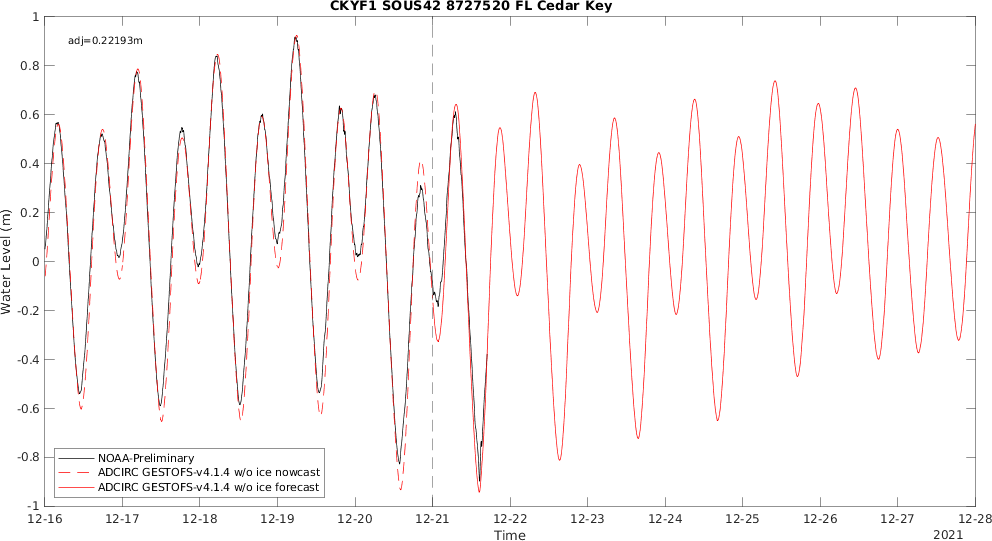 CKYF1 SOUS42 8727520 FL Cedar Key
adj=0.22193m
1
0.8
0.6
0.4
0.2
0
-0.2
-0.4
-0.6
-0.8
-1
Water Level (m)
NOAA-Preliminary
ADCIRC GESTOFS-v4.1.4 w/o ice nowcast
ADCIRC GESTOFS-v4.1.4 w/o ice forecast
12-16 12-17 12-18 12-19 12-20 12-21 12-22 12-23 12-24 12-25 12-26 12-27 12-28
Time
2021